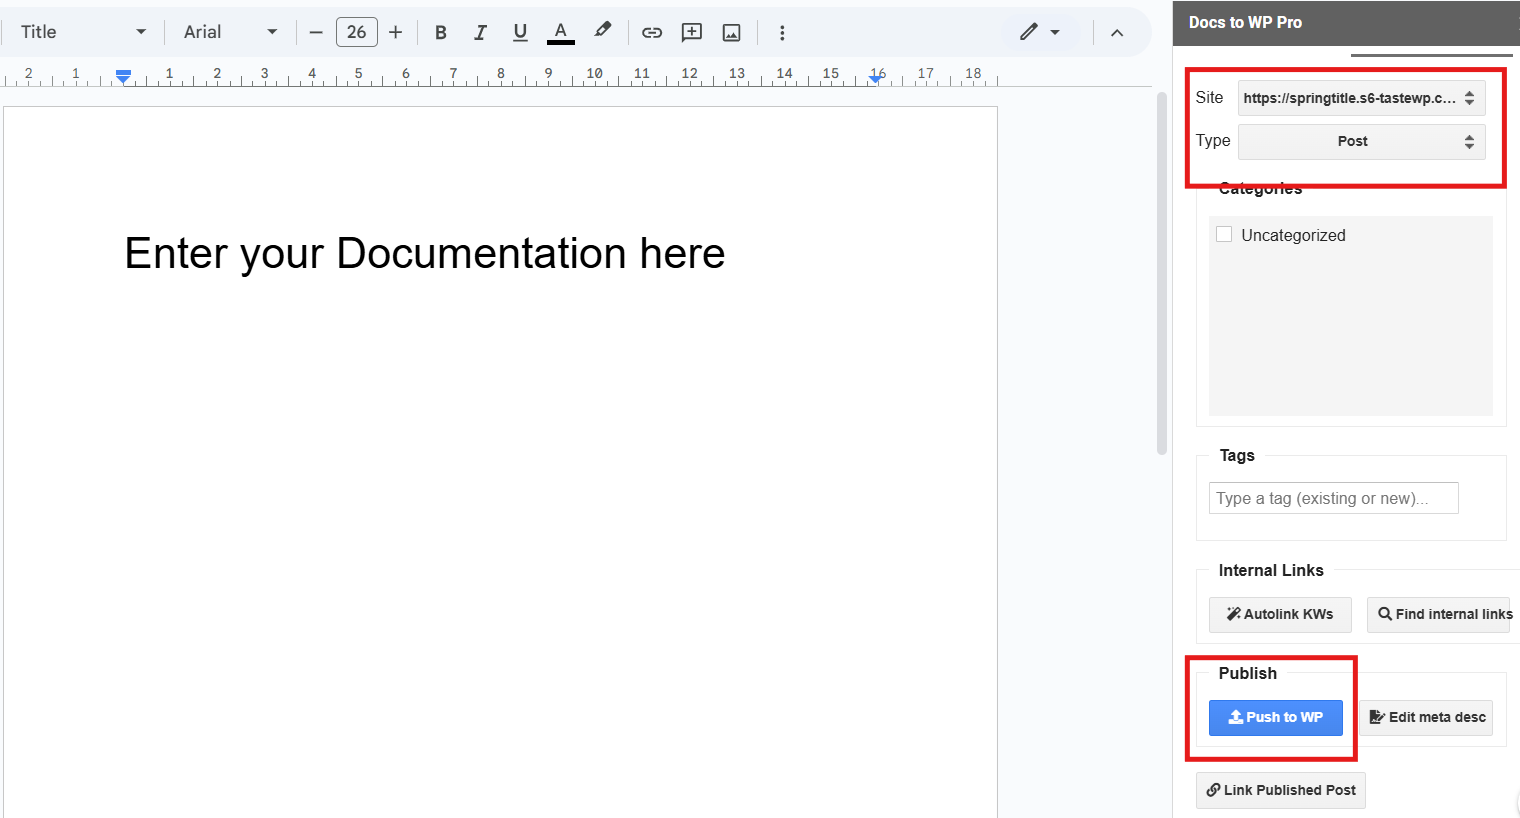 Title Arial 26 B I U A
Docs to WP Pro
2 1 1 2 3 4 5 6 7 8 9 10 11 12 13 14 15 16 17 18
Site https://springtitle.s6-tastewp.c...
Type Post
Categories
Uncategorized
Enter your Documentation here
Tags
Type a tag (existing or new)...
Internal Links
Autolink KWs Find internal links
Publish
Push to WP Edit meta desc
Link Published Post